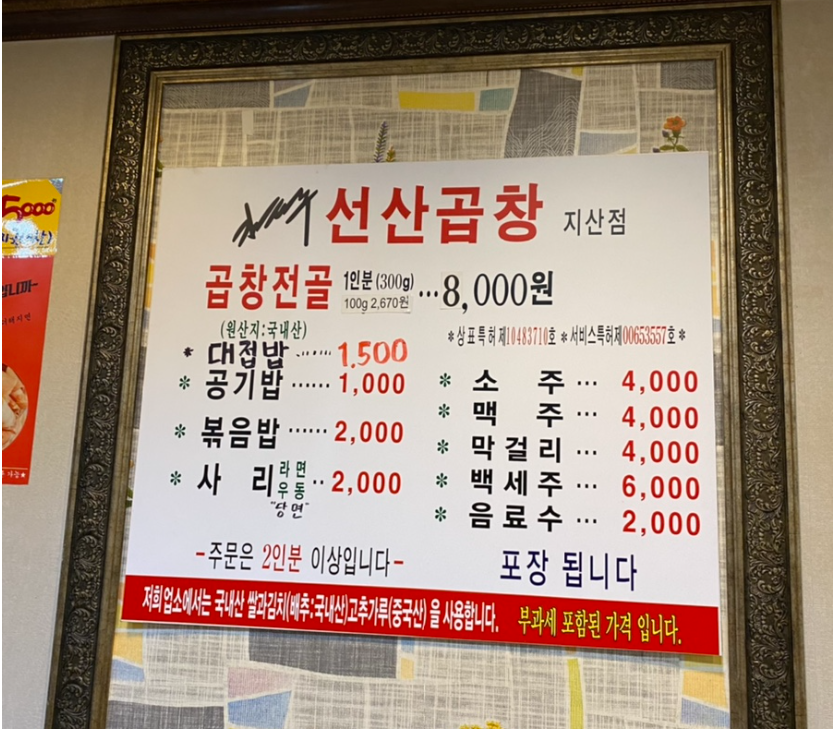 5,000원
입니까~
선산곱창 지산점
곱창전골 1인분 (300g) ...8,000원
100g 2,670원
(원산지:국내산)
*상표특허 제10483710호 *서비스특허제00653557호*
* 대접밥 ...... 1,500
* 공기밥 ...... 1,000
* 볶음밥 ...... 2,000
* 사 리 라면 우동 "당면" .. 2,000
* 소 주 ... 4,000
* 맥 주 ... 4,000
* 막걸리 ... 4,000
* 백세주 ... 6,000
* 음료수 ... 2,000
-주문은 2인분 이상입니다-
포장 됩니다
저희업소에서는 국내산 쌀과김치(배추:국내산)고추가루(중국산) 을 사용합니다. 부과세 포함된 가격 입니다.